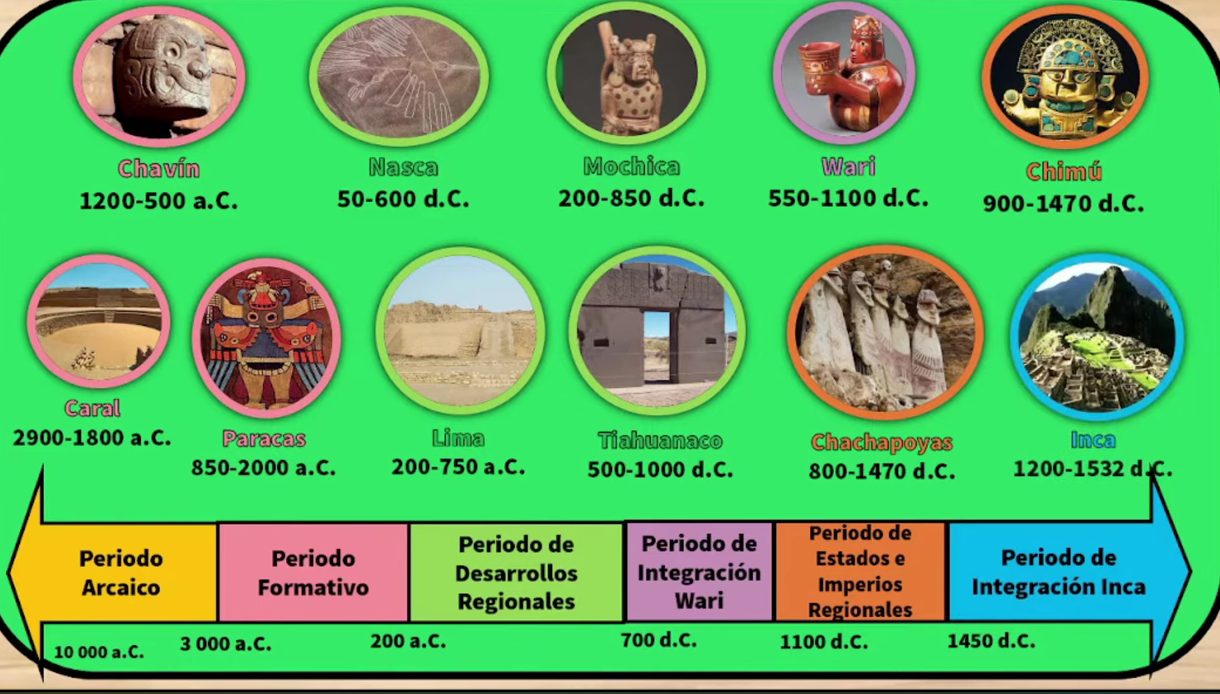 Chavín
1200-500 a.C.
Nasca
50-600 d.C.
Mochica
200-850 d.C.
Wari
550-1100 d.C.
Chimú
900-1470 d.C.
Caral
2900-1800 a.C.
Paracas
850-2000 a.C.
Lima
200-750 a.C.
Tiahuanaco
500-1000 d.C.
Chachapoyas
800-1470 d.C.
Inca
1200-1532 d.C.
Periodo
Arcaico
Periodo
Formativo
Periodo de
Desarrollos
Regionales
Periodo de
Integración
Wari
Periodo de
Estados e
Imperios
Regionales
Periodo de
Integración Inca
10 000 a.C.
3 000 a.C.
200 a.C.
700 d.C.
1100 d.C.
1450 d.C.